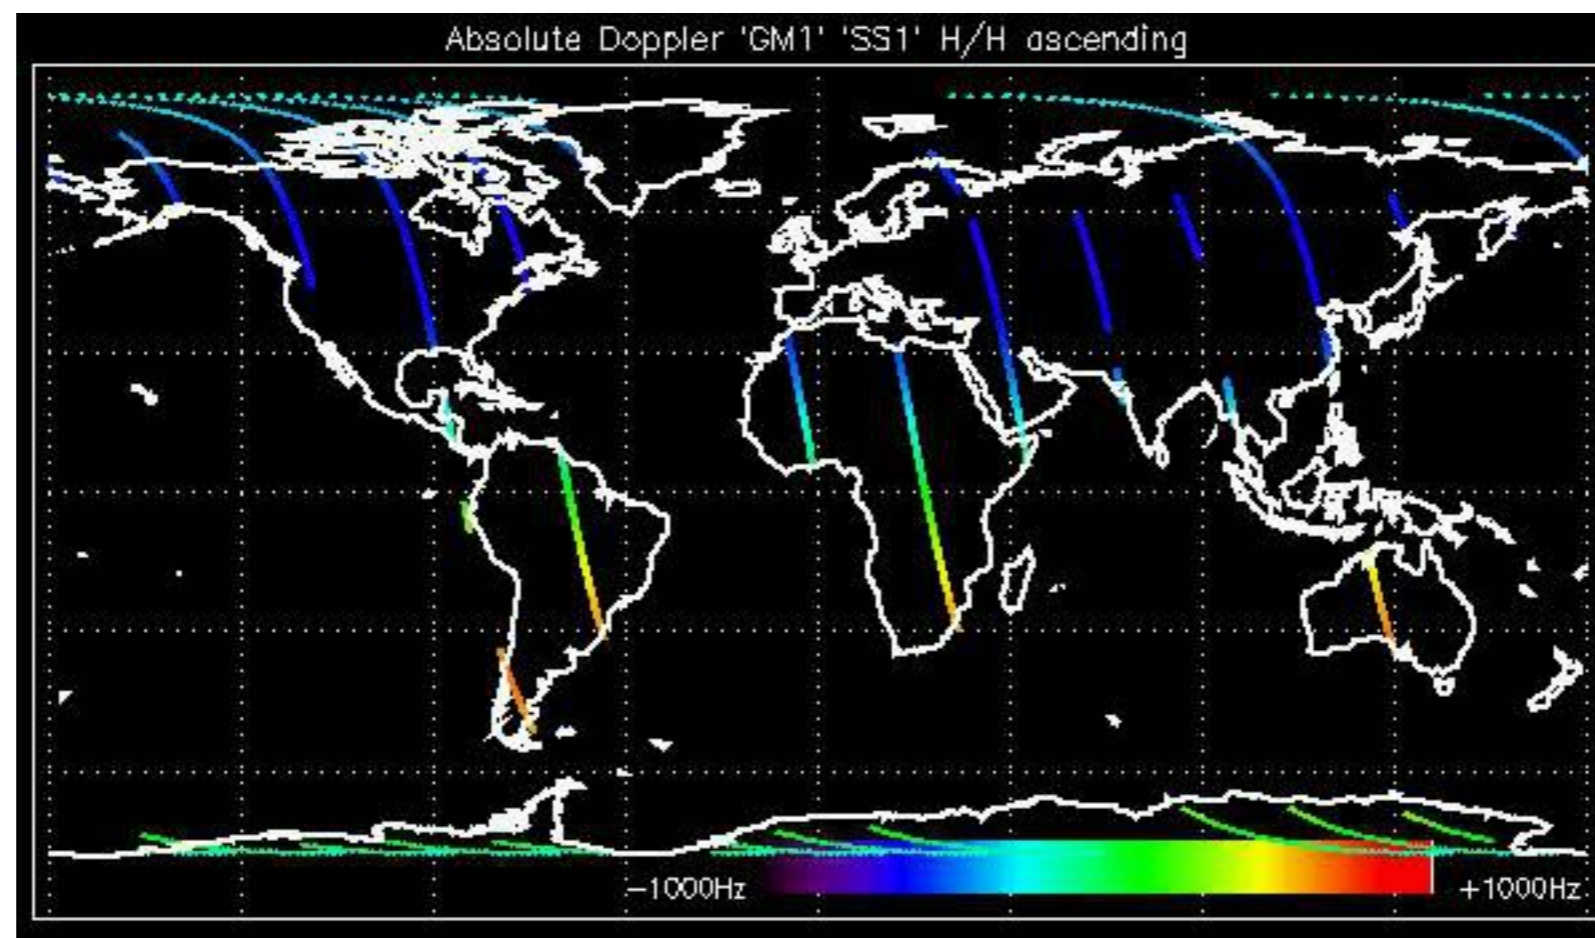 Absolute Doppler 'GM1' 'SS1' H/H ascending
−1000Hz
+1000Hz